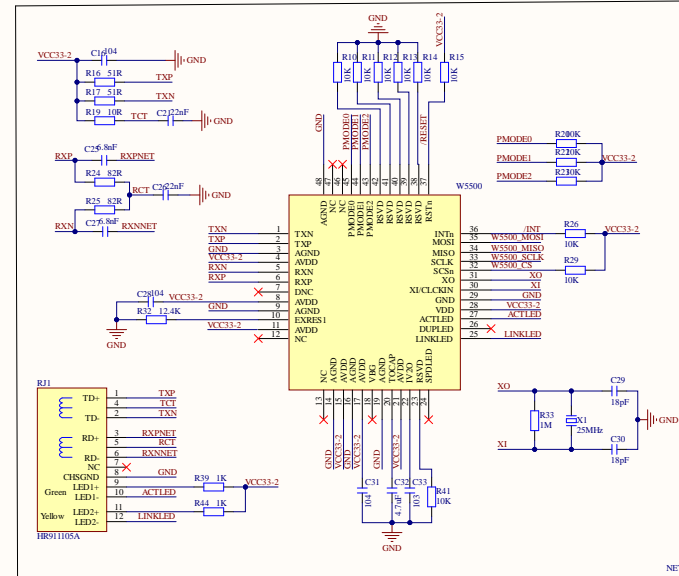 VCC33-2
C16
104
GND
R16 51R
TXP
R17 51R
TXN
R19 10R
TCT
C21
22nF
GND
RXP
C25
6.8nF
RXPNET
R24 82R
RCT
C26
22nF
GND
R25 82R
RXN
C27
6.8nF
RXNNET
GND
VCC33-2
R10
10K
R11
10K
R12
10K
R13
10K
R14
10K
R15
10K
GND
PMODE0
PMODE1
PMODE2
/RESET
48
47
46
45
44
43
42
41
40
39
38
37
W5500
AGND
NC
NC
PMODE0
PMODE1
PMODE2
RSVD
RSVD
RSVD
RSVD
RSVD
RSTn
PMODE0
R20
10K
PMODE1
R22
10K
VCC33-2
PMODE2
R23
10K
TXN 1 TXN
TXP 2 TXP
GND 3 AGND
VCC33-2 4 AVDD
RXN 5 RXN
RXP 6 RXP
7 DNC
VCC33-2 8 AVDD
GND 9 AGND
10 EXRES1
VCC33-2 11 AVDD
12 NC
C28
104
R32 12.4K
GND
INTn 36 /INT
MOSI 35 W5500_MOSI
MISO 34 W5500_MISO
SCLK 33 W5500_SCLK
SCSn 32 W5500_CS
XO 31 XO
XI/CLKIN 30 XI
GND 29 GND
VDD 28 VCC33-2
ACTLED 27 ACTLED
DUPLED 26
LINKLED 25 LINKLED
R26
10K
VCC33-2
R29
10K
NC
AGND
AVDD
AGND
AVDD
VBG
AGND
TOCAP
AVDD
1V2O
RSVD
SPDLED
13
14
15
16
17
18
19
20
21
22
23
24
GND
VCC33-2
GND
VCC33-2
GND
VCC33-2
C31
104
C32
4.7uF
C33
103
R41
10K
GND
XO
C29
18pF
R33
1M
X1
25MHz
GND
XI
C30
18pF
RJ1
TD+ 1 TXP
4 TCT
TD- 2 TXN
RD+ 3 RXPNET
5 RCT
RD- 6 RXNNET
NC 7
CHSGND 8 GND
LED1+ 9
Green
LED1- 10 ACTLED
LED2+ 11
Yellow
LED2- 12 LINKLED
HR911105A
R39 1K
VCC33-2
R44 1K